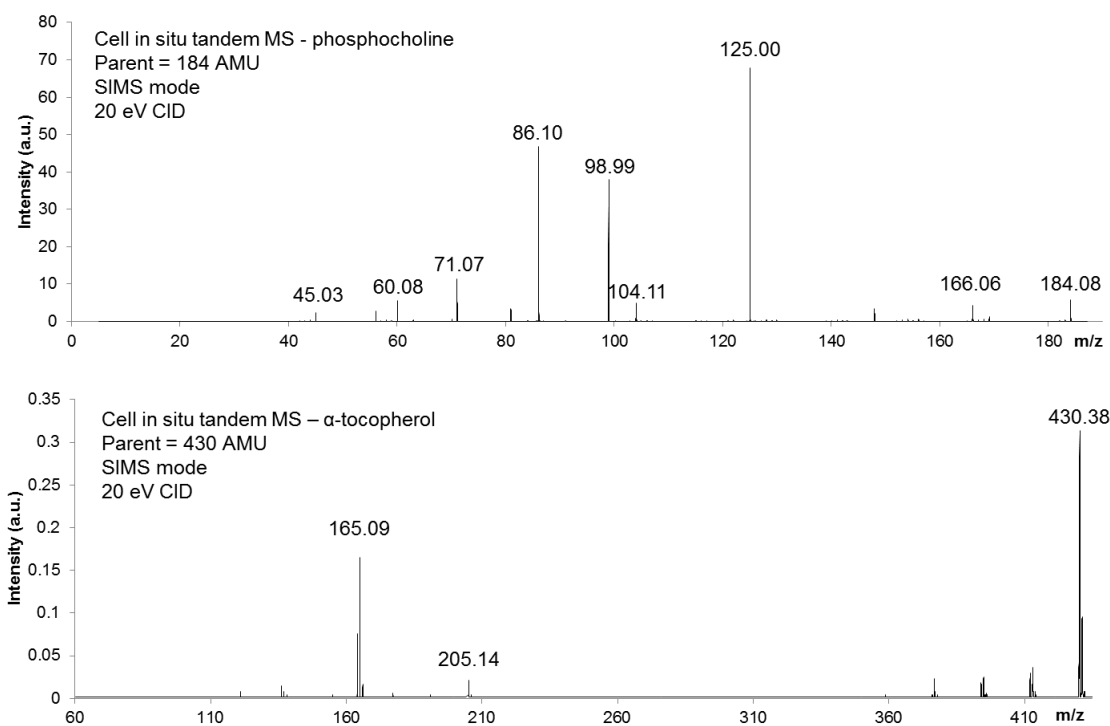 80
70
60
50
40
30
20
10
0
Intensity (a.u.)
Cell in situ tandem MS - phosphocholine
Parent = 184 AMU
SIMS mode
20 eV CID
125.00
86.10
98.99
71.07
45.03
60.08
104.11
166.06
184.08
0 20 40 60 80 100 120 140 160 180 m/z
0.35
0.3
0.25
0.2
0.15
0.1
0.05
0
Intensity (a.u.)
Cell in situ tandem MS – α-tocopherol
Parent = 430 AMU
SIMS mode
20 eV CID
430.38
165.09
205.14
60 110 160 210 260 310 360 410 m/z